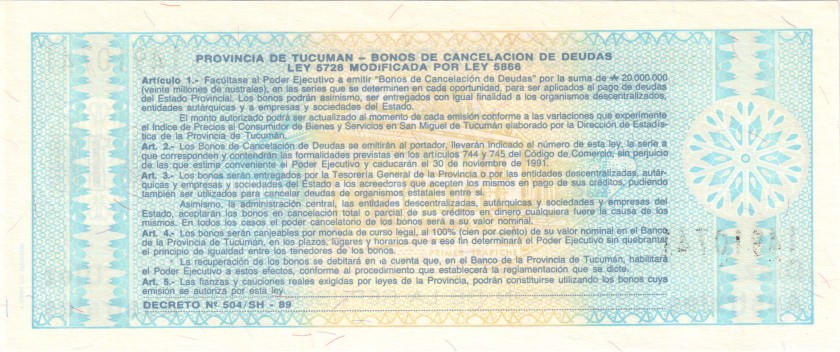 PROVINCIA DE TUCUMAN – BONOS DE CANCELACION DE DEUDAS
LEY 5728 MODIFICADA POR LEY 5866
Artículo 1.- Facúltase al Poder Ejecutivo a emitir "Bonos de Cancelación de Deudas" por la suma de ₳ 20.000.000
(veinte millones de australes), en las series que se determinen en cada oportunidad, para ser aplicados al pago de deudas
del Estado Provincial. Los bonos podrán asimismo, ser entregados con igual finalidad a los organismos descentralizados,
entidades autárquicas y a empresas y sociedades del Estado.
El monto autorizado podrá ser actualizado al momento de cada emisión conforme a las variaciones que experimente
el Indice de Precios al Consumidor de Bienes y Servicios en San Miguel de Tucumán elaborado por la Dirección de Estadís-
tica de la Provincia de Tucumán.
Art. 2.- Los Bonos de Cancelación de Deudas se emitirán al portador, llevarán indicado el número de esta ley, la serie a
que corresponden y contendrán las formalidades previstas en los artículos 744 y 745 del Código de Comercio, sin perjuicio
de las que estime conveniente el Poder Ejecutivo y caducarán el 30 de noviembre de 1991.
Art. 3.- Los bonos serán entregados por la Tesorería General de la Provincia o por las entidades descentralizadas, autár-
quicas y empresas y sociedades del Estado a los acreedores que acepten los mismos en pago de sus créditos, pudiendo
también ser utilizados para cancelar deudas de organismos estatales entre sí.
Asimismo, la administración central, las entidades descentralizadas, autárquicas y sociedades y empresas del
Estado, aceptarán los bonos en cancelación total o parcial de sus créditos en dinero cualquiera fuere la causa de los
mismos. En todos los casos el poder cancelatorio de los bonos será a su valor nominal.
Art. 4.- Los bonos serán canjeables por moneda de curso legal, al 100% (cien por ciento) de su valor nominal en el Banco
de la Provincia de Tucumán, en los plazos, lugares y horarios que a ese fin determinará el Poder Ejecutivo sin quebrantar
el principio de igualdad entre los tenedores de los bonos.
La recuperación de los bonos se debitará en la cuenta que, en el Banco de la Provincia de Tucumán, habilitará
el Poder Ejecutivo a estos efectos, conforme al procedimiento que establecerá la reglamentación que se dicte.
Art. 5.- Las fianzas y cauciones reales exigidas por leyes de la Provincia, podrán constituirse utilizando los bonos cuya
emisión se autoriza por esta ley.
DECRETO Nº 504/SH - 89